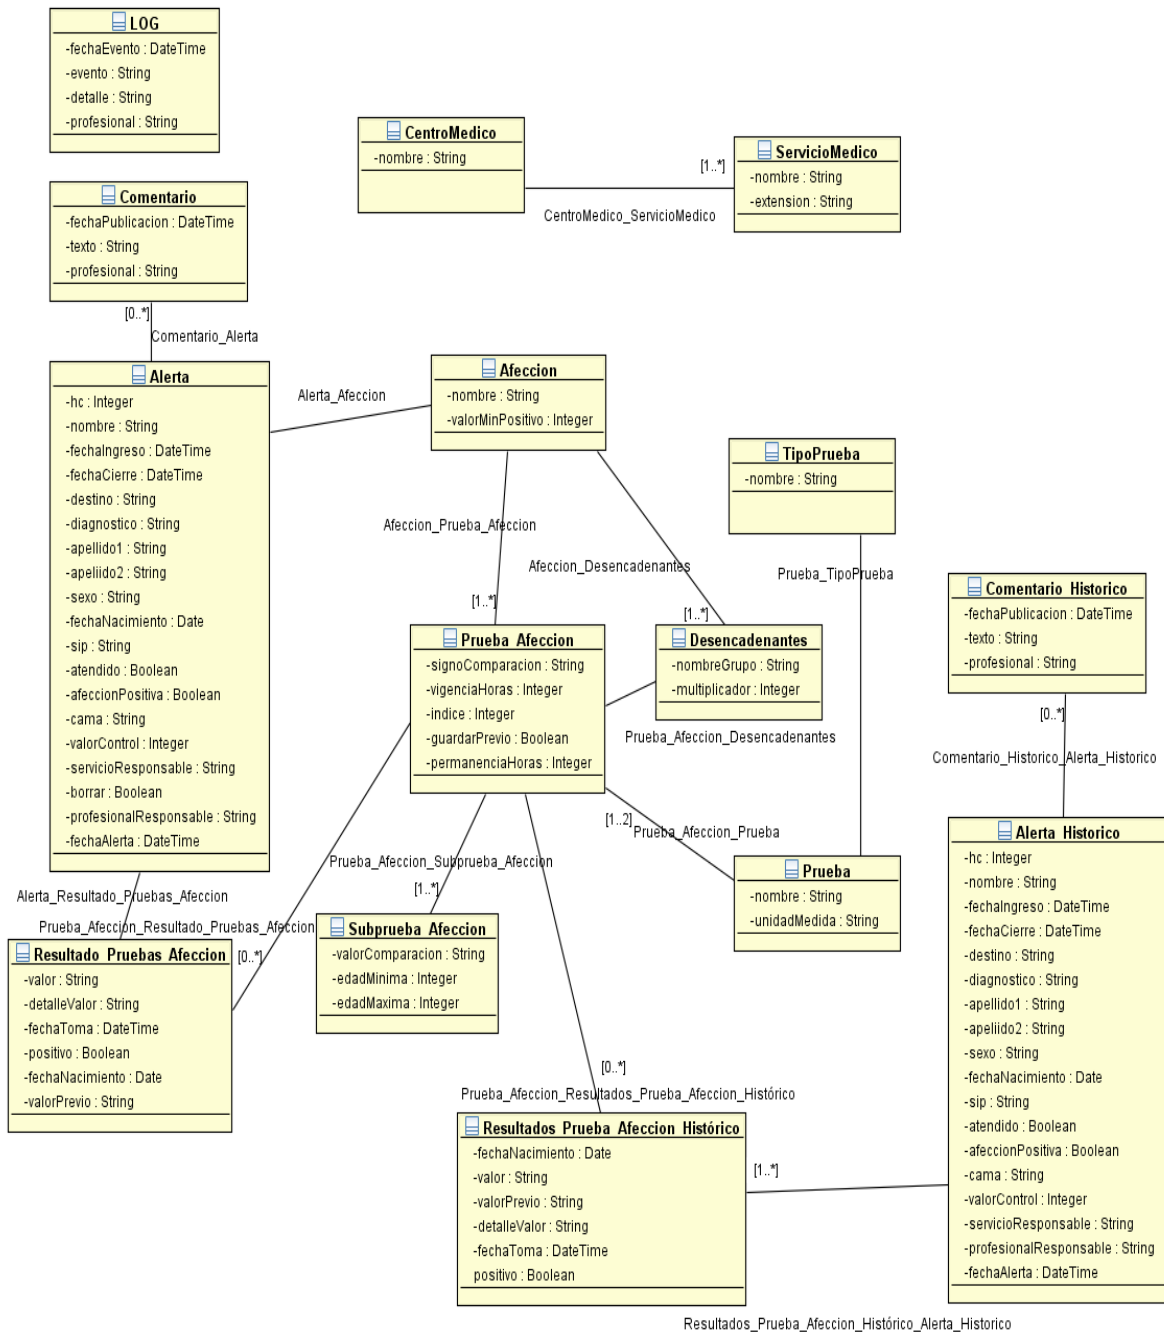 LOG
-fechaEvento : DateTime
-evento : String
-detalle : String
-profesional : String
CentroMedico
-nombre : String
[1..*]
CentroMedico_ServicioMedico
ServicioMedico
-nombre : String
-extension : String
Comentario
-fechaPublicacion : DateTime
-texto : String
-profesional : String
[0..*]
Comentario_Alerta
Alerta
-hc : Integer
-nombre : String
-fechaIngreso : DateTime
-fechaCierre : DateTime
-destino : String
-diagnostico : String
-apellido1 : String
-apeliido2 : String
-sexo : String
-fechaNacimiento : Date
-sip : String
-atendido : Boolean
-afeccionPositiva : Boolean
-cama : String
-valorControl : Integer
-servicioResponsable : String
-borrar : Boolean
-profesionalResponsable : String
-fechaAlerta : DateTime
Alerta_Afeccion
Afeccion
-nombre : String
-valorMinPositivo : Integer
Afeccion_Prueba_Afeccion
[1..*]
Afeccion_Desencadenantes
[1..*]
TipoPrueba
-nombre : String
Prueba_TipoPrueba
Prueba_Afeccion
-signoComparacion : String
-vigenciaHoras : Integer
-indice : Integer
-guardarPrevio : Boolean
-permanenciaHoras : Integer
Desencadenantes
-nombreGrupo : String
-multiplicador : Integer
Prueba_Afeccion_Desencadenantes
Comentario_Historico
-fechaPublicacion : DateTime
-texto : String
-profesional : String
[0..*]
Comentario_Historico_Alerta_Historico
[1..2]
Prueba_Afeccion_Prueba
Prueba
-nombre : String
-unidadMedida : String
Prueba_Afeccion_Subprueba_Afeccion
[1..*]
Alerta_Resultado_Pruebas_Afeccion
Prueba_Afeccion_Resultado_Pruebas_Afeccion
[0..*]
Resultado_Pruebas_Afeccion
-valor : String
-detalleValor : String
-fechaToma : DateTime
-positivo : Boolean
-fechaNacimiento : Date
-valorPrevio : String
Subprueba_Afeccion
-valorComparacion : String
-edadMinima : Integer
-edadMaxima : Integer
[0..*]
Prueba_Afeccion_Resultados_Prueba_Afeccion_Histórico
Resultados_Prueba_Afeccion_Histórico
-fechaNacimiento : Date
-valor : String
-valorPrevio : String
-detalleValor : String
-fechaToma : DateTime
positivo : Boolean
[1..*]
Alerta_Historico
-hc : Integer
-nombre : String
-fechaIngreso : DateTime
-fechaCierre : DateTime
-destino : String
-diagnostico : String
-apellido1 : String
-apeliido2 : String
-sexo : String
-fechaNacimiento : Date
-sip : String
-atendido : Boolean
-afeccionPositiva : Boolean
-cama : String
-valorControl : Integer
-servicioResponsable : String
-profesionalResponsable : String
-fechaAlerta : DateTime
Resultados_Prueba_Afeccion_Histórico_Alerta_Historico